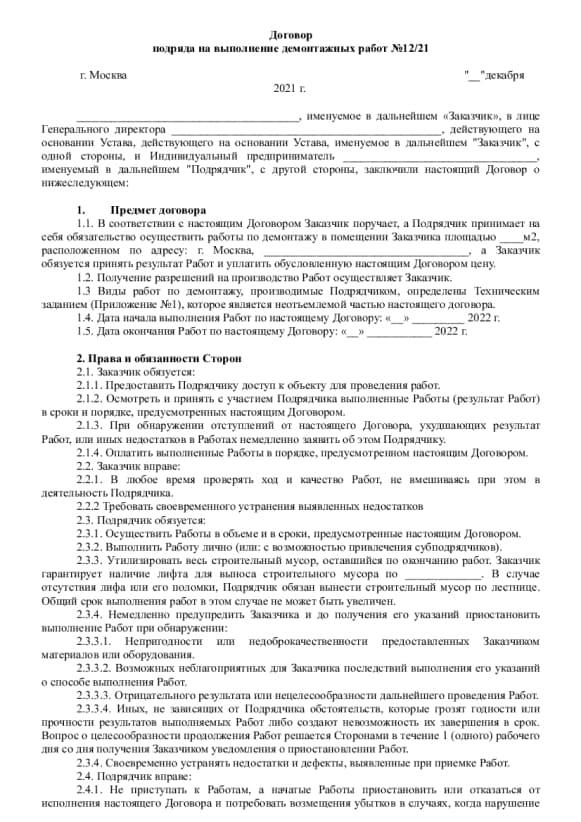 Договор
подряда на выполнение демонтажных работ №12/21
г. Москва "__"декабря
2021 г.
______________________________________, именуемое в дальнейшем «Заказчик», в лице
Генерального директора ______________________________________________, действующего на
основании Устава, действующего на основании Устава, именуемое в дальнейшем "Заказчик", с
одной стороны, и Индивидуальный предприниматель _________________________________,
именуемый в дальнейшем "Подрядчик", с другой стороны, заключили настоящий Договор о
нижеследующем:
1. Предмет договора
1.1. В соответствии с настоящим Договором Заказчик поручает, а Подрядчик принимает на
себя обязательство осуществить работы по демонтажу в помещении Заказчика площадью ____м2,
расположенном по адресу: г. Москва, ___________________________________, а Заказчик
обязуется принять результат Работ и уплатить обусловленную настоящим Договором цену.
1.2. Получение разрешений на производство Работ осуществляет Заказчик.
1.3 Виды работ по демонтажу, производимые Подрядчиком, определены Техническим
заданием (Приложение №1), которое является неотъемлемой частью настоящего договора.
1.4. Дата начала выполнения Работ по настоящему Договору: «__» _________ 2022 г.
1.5. Дата окончания Работ по настоящему Договору: «__» ___________ 2022 г.
2. Права и обязанности Сторон
2.1. Заказчик обязуется:
2.1.1. Предоставить Подрядчику доступ к объекту для проведения работ.
2.1.2. Осмотреть и принять с участием Подрядчика выполненные Работы (результат Работ)
в сроки и порядке, предусмотренных настоящим Договором.
2.1.3. При обнаружении отступлений от настоящего Договора, ухудшающих результат
Работ, или иных недостатков в Работах немедленно заявить об этом Подрядчику.
2.1.4. Оплатить выполненные Работы в порядке, предусмотренном настоящим Договором.
2.2. Заказчик вправе:
2.2.1. В любое время проверять ход и качество Работ, не вмешиваясь при этом в
деятельность Подрядчика.
2.2.2 Требовать своевременного устранения выявленных недостатков
2.3. Подрядчик обязуется:
2.3.1. Осуществить Работы в объеме и в сроки, предусмотренные настоящим Договором.
2.3.2. Выполнить Работу лично (или: с возможностью привлечения субподрядчиков).
2.3.3. Утилизировать весь строительный мусор, оставшийся по окончанию работ. Заказчик
гарантирует наличие лифта для выноса строительного мусора по _____________. В случае
отсутствия лифа или его поломки, Подрядчик обязан вынести строительный мусор по лестнице.
Общий срок выполнения работ в этом случае не может быть увеличен.
2.3.4. Немедленно предупредить Заказчика и до получения его указаний приостановить
выполнение Работ при обнаружении:
2.3.3.1. Непригодности или недоброкачественности предоставленных Заказчиком
материалов или оборудования.
2.3.3.2. Возможных неблагоприятных для Заказчика последствий выполнения его указаний
о способе выполнения Работ.
2.3.3.3. Отрицательного результата или нецелесообразности дальнейшего проведения Работ.
2.3.3.4. Иных, не зависящих от Подрядчика обстоятельств, которые грозят годности или
прочности результатов выполняемых Работ либо создают невозможность их завершения в срок.
Вопрос о целесообразности продолжения Работ решается Сторонами в течение 1 (одного) рабочего
дня со дня получения Заказчиком уведомления о приостановлении Работ.
2.3.4. Своевременно устранять недостатки и дефекты, выявленные при приемке Работ.
2.4. Подрядчик вправе:
2.4.1. Не приступать к Работам, а начатые Работы приостановить или отказаться от
исполнения настоящего Договора и потребовать возмещения убытков в случаях, когда нарушение